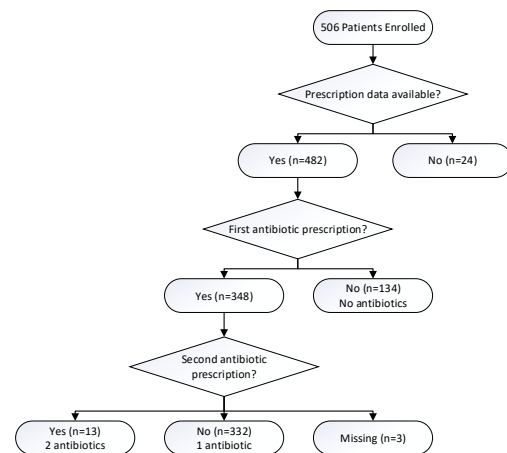 506 Patients Enrolled
Prescription data available?
Yes (n=482)
No (n=24)
First antibiotic prescription?
Yes (n=348)
No (n=134)
No antibiotics
Second antibiotic
prescription?
Yes (n=13)
2 antibiotics
No (n=332)
1 antibiotic
Missing (n=3)